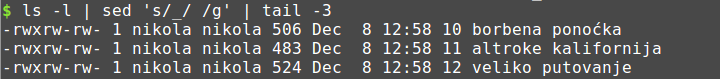 $ ls -l | sed 's/_/ /g' | tail -3
-rwxrw-rw- 1 nikola nikola 506 Dec  8 12:58 10 borbena ponoćka
-rwxrw-rw- 1 nikola nikola 483 Dec  8 12:58 11 altroke kalifornija
-rwxrw-rw- 1 nikola nikola 524 Dec  8 12:58 12 veliko putovanje